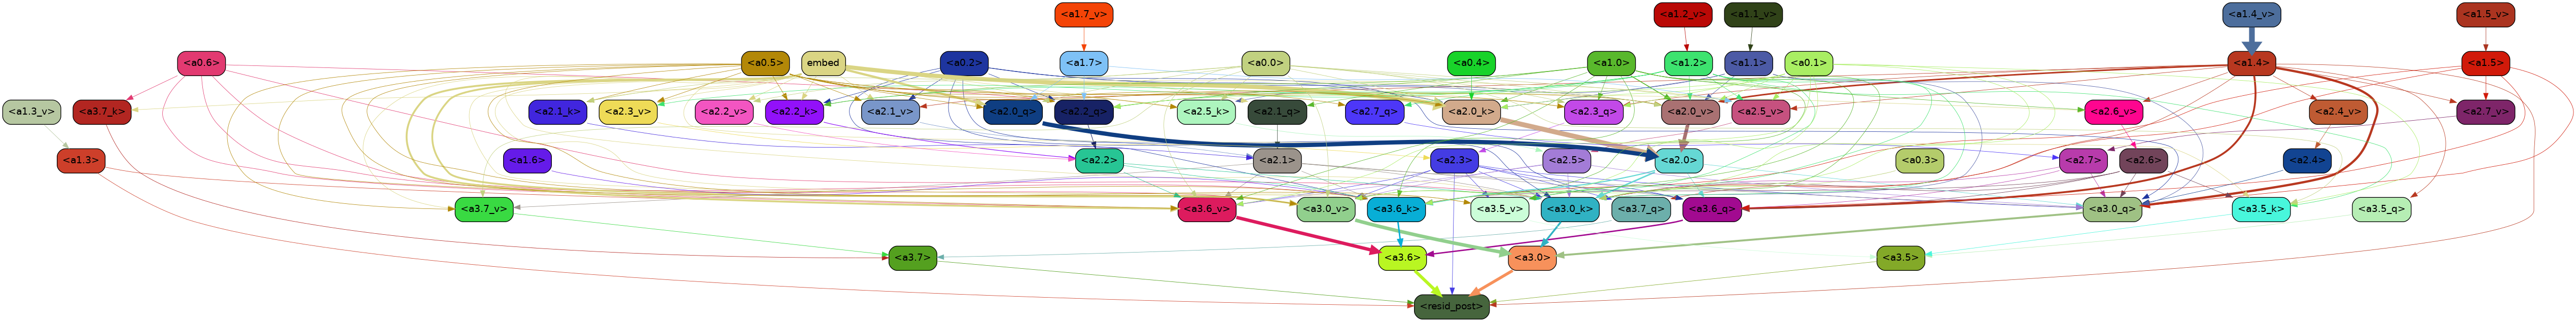 <a1.7_v> <a1.2_v> <a1.1_v> <a1.4_v> <a1.5_v>
<a0.6> <a0.5> embed <a0.2> <a1.7> <a0.0> <a0.4> <a1.0> <a1.2> <a1.1> <a0.1> <a1.4> <a1.5>
<a1.3_v> <a3.7_k> <a2.1_k> <a2.3_v> <a2.2_v> <a2.2_k> <a2.1_v> <a2.0_q> <a2.2_q> <a2.5_k> <a2.1_q> <a2.7_q> <a2.0_k> <a2.3_q> <a2.0_v> <a2.5_v> <a2.6_v> <a2.4_v> <a2.7_v>
<a1.3> <a1.6> <a2.2> <a2.1> <a2.3> <a2.5> <a2.0> <a0.3> <a2.7> <a2.6> <a2.4>
<a3.7_v> <a3.6_v> <a3.0_v> <a3.6_k> <a3.5_v> <a3.0_k> <a3.7_q> <a3.6_q> <a3.0_q> <a3.5_k> <a3.5_q>
<a3.7> <a3.6> <a3.0> <a3.5>
<resid_post>